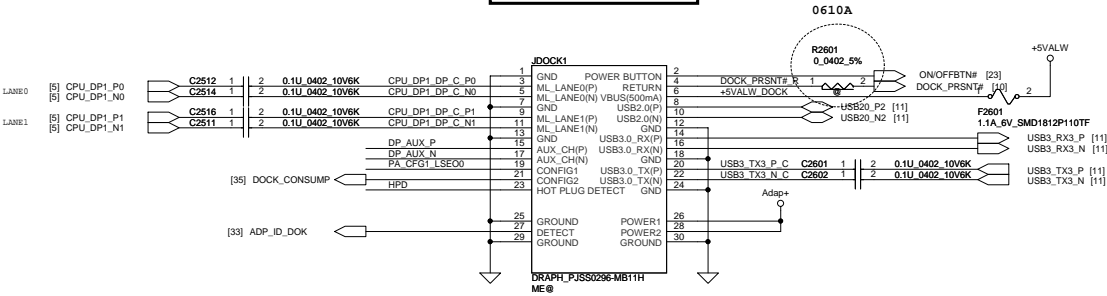 0610A
R2601
0_0402_5%
+5VALW
JDOCK1
LANE0
[5] CPU_DP1_P0
[5] CPU_DP1_N0
C2512 1 2 0.1U_0402_10V6K CPU_DP1_DP_C_P0
C2514 1 2 0.1U_0402_10V6K CPU_DP1_DP_C_N0
LANE1
[5] CPU_DP1_P1
[5] CPU_DP1_N1
C2516 1 2 0.1U_0402_10V6K CPU_DP1_DP_C_P1
C2511 1 2 0.1U_0402_10V6K CPU_DP1_DP_C_N1
DP_AUX_P
DP_AUX_N
PA_CFG1_LSEO0
[35] DOCK_CONSUMP
HPD
[33] ADP_ID_DOK
1 GND POWER BUTTON 2
3 ML_LANE0(P) RETURN 4
5 ML_LANE0(N) VBUS(500mA) 6
7 GND USB2.0(P) 8
9 ML_LANE1(P) USB2.0(N) 10
11 ML_LANE1(N) GND 12
13 GND USB3.0_RX(P) 14
15 AUX_CH(P) USB3.0_RX(N) 16
17 AUX_CH(N) GND 18
19 CONFIG1 USB3.0_TX(P) 20
21 CONFIG2 USB3.0_TX(N) 22
23 HOT PLUG DETECT GND 24
25 GROUND POWER1 26
27 DETECT POWER2 28
29 GROUND GROUND 30
DRAPH_PJSS0296-MB11H
ME@
DOCK_PRSNT#_R 1 2
@
+5VALW_DOCK
ON/OFFBTN# [23]
DOCK_PRSNT# [10]
2
F2601
1.1A_6V_SMD1812P110TF
USB20_P2 [11]
USB20_N2 [11]
USB3_RX3_P [11]
USB3_RX3_N [11]
USB3_TX3_P_C C2601 1 2 0.1U_0402_10V6K USB3_TX3_P [11]
USB3_TX3_N_C C2602 1 2 0.1U_0402_10V6K USB3_TX3_N [11]
Adap+